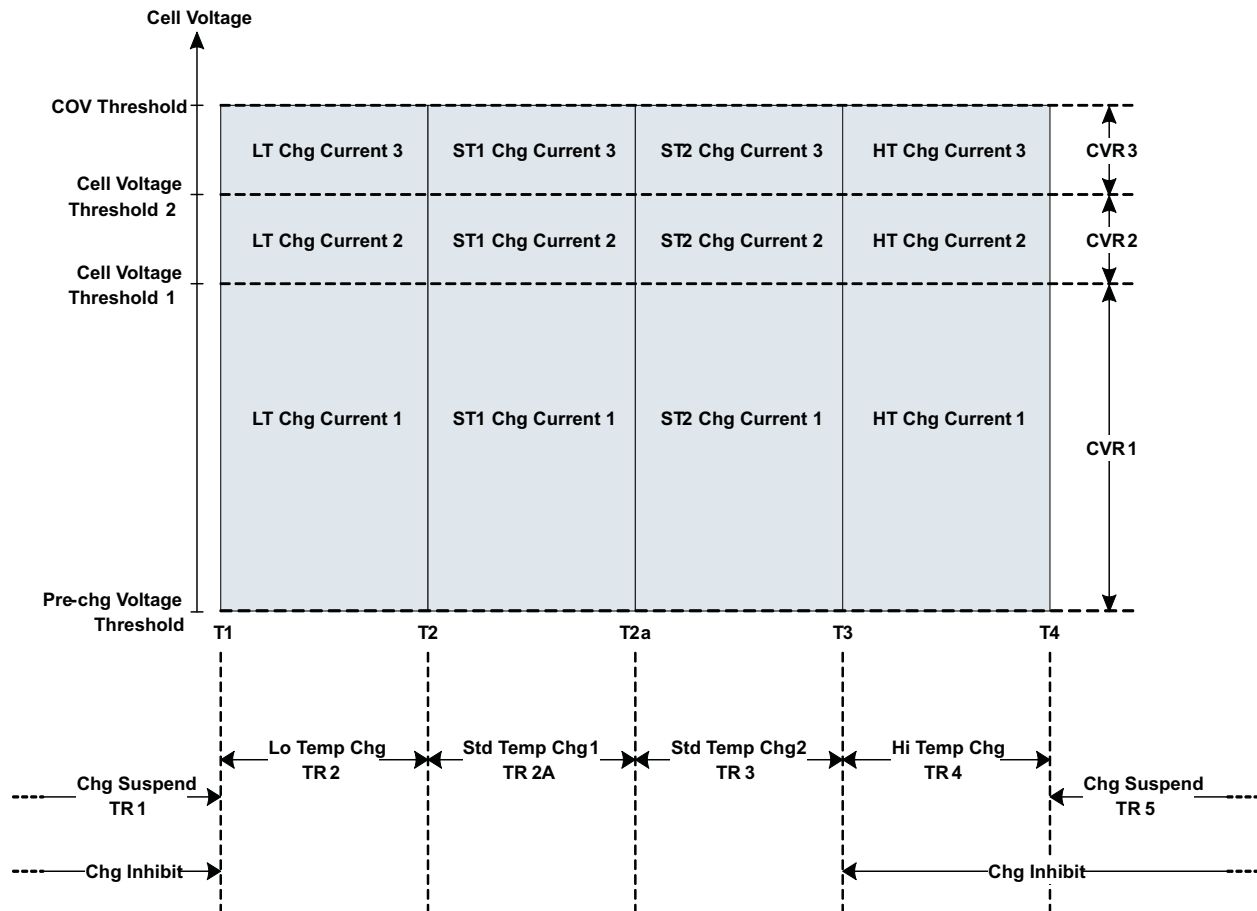 Cell Voltage
COV Threshold
LT Chg Current 3
ST1 Chg Current 3
ST2 Chg Current 3
HT Chg Current 3
CVR 3
Cell Voltage
Threshold 2
LT Chg Current 2
ST1 Chg Current 2
ST2 Chg Current 2
HT Chg Current 2
CVR 2
Cell Voltage
Threshold 1
LT Chg Current 1
ST1 Chg Current 1
ST2 Chg Current 1
HT Chg Current 1
CVR 1
Pre-chg Voltage
Threshold
T1
T2
T2a
T3
T4
Lo Temp Chg
TR 2
Std Temp Chg1
TR 2A
Std Temp Chg2
TR 3
Hi Temp Chg
TR 4
Chg Suspend
TR 1
Chg Suspend
TR 5
Chg Inhibit
Chg Inhibit